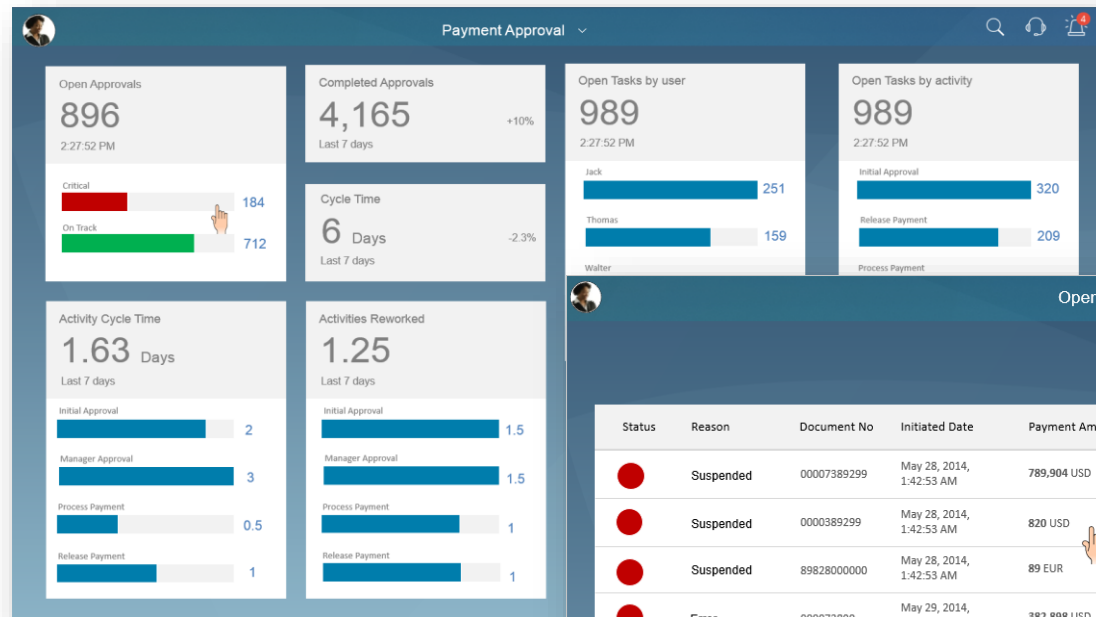 Payment Approval
4
Open Approvals
896
2:27:52 PM
Critical
184
On Track
712
Completed Approvals
4,165
+10%
Last 7 days
Cycle Time
6 Days
-2.3%
Last 7 days
Open Tasks by user
989
2:27:52 PM
Jack
251
Thomas
159
Walter
Open Tasks by activity
989
2:27:52 PM
Initial Approval
320
Release Payment
209
Process Payment
Activity Cycle Time
1.63 Days
Last 7 days
Initial Approval
2
Manager Approval
3
Process Payment
0.5
Release Payment
1
Activities Reworked
1.25
Last 7 days
Initial Approval
1.5
Manager Approval
1.5
Process Payment
1
Release Payment
1
Open
Status Reason Document No Initiated Date Payment Am
Suspended 00007389299 May 28, 2014, 1:42:53 AM 789,904 USD
Suspended 0000389299 May 28, 2014, 1:42:53 AM 820 USD
Suspended 89828000000 May 28, 2014, 1:42:53 AM 89 EUR
May 29, 2014,
382,898 USD